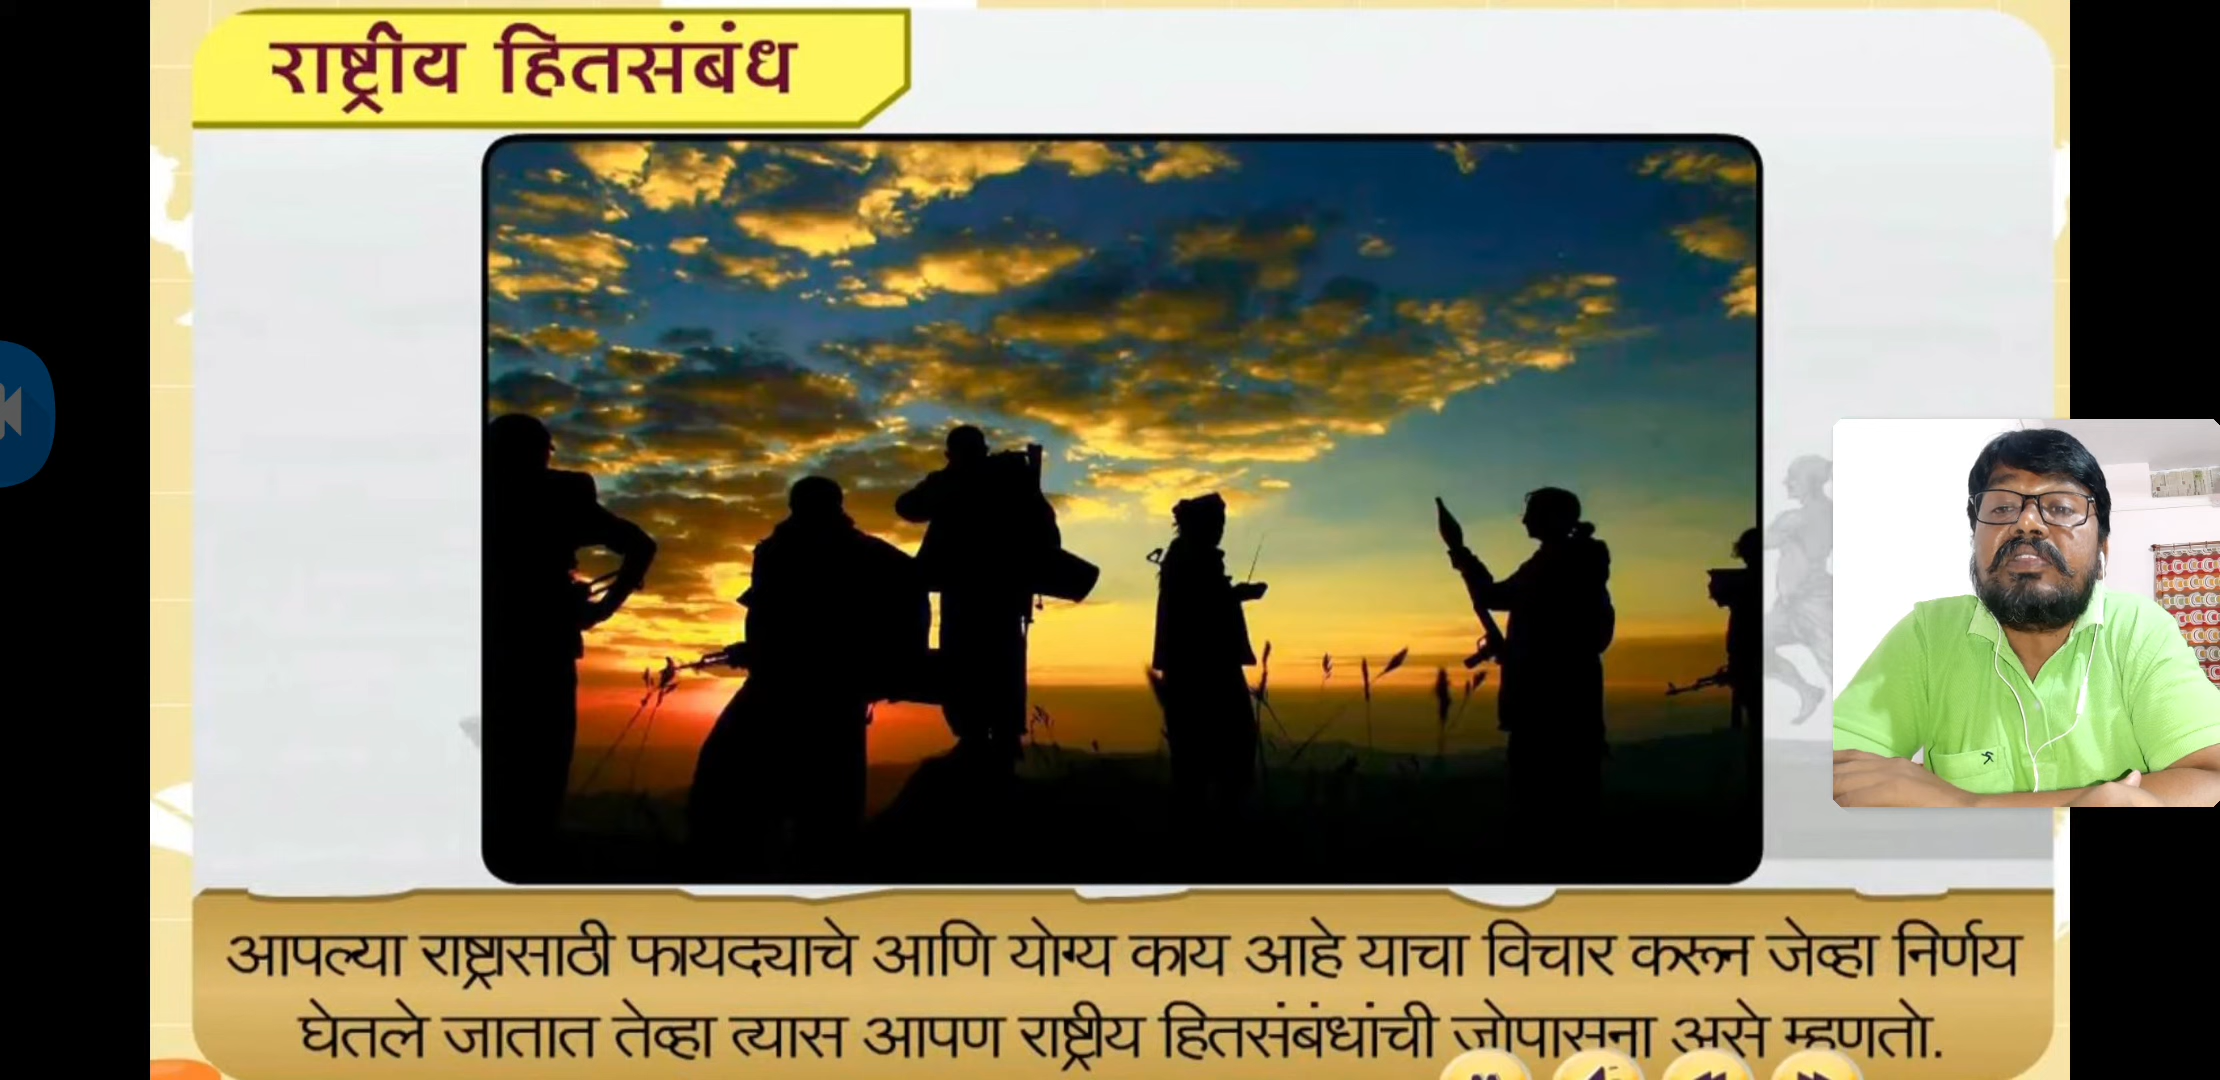 राष्ट्रीय हितसंबंध
आपल्या राष्ट्रासाठी फायद्याचे आणि योग्य काय आहे याचा विचार करून जेव्हा निर्णय
घेतले जातात तेव्हा त्यास आपण राष्ट्रीय हितसंबंधांची जोपासना असे म्हणतो.